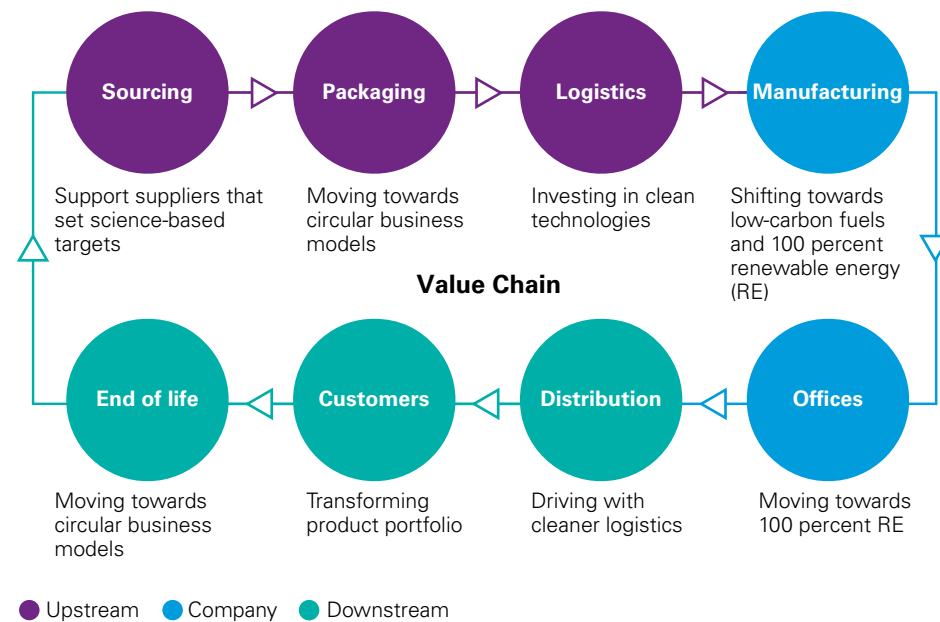 Sourcing
Packaging
Logistics
Manufacturing
Support suppliers that
set science-based
targets
Moving towards
circular business
models
Investing in clean
technologies
Shifting towards
low-carbon fuels
and 100 percent
renewable energy
(RE)
Value Chain
End of life
Customers
Distribution
Offices
Moving towards
circular business
models
Transforming
product portfolio
Driving with
cleaner logistics
Moving towards
100 percent RE
Upstream
Company
Downstream